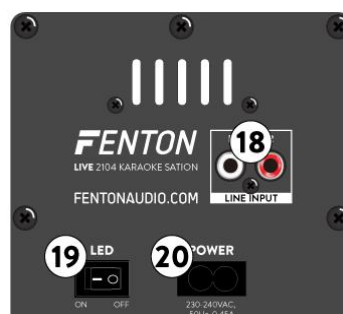 FENTON
18
LIVE 2104 KARAOKE SATION
FENTONAUDIO.COM
LINE INPUT
19 LED
20 POWER
ON OFF
230-240VAC,